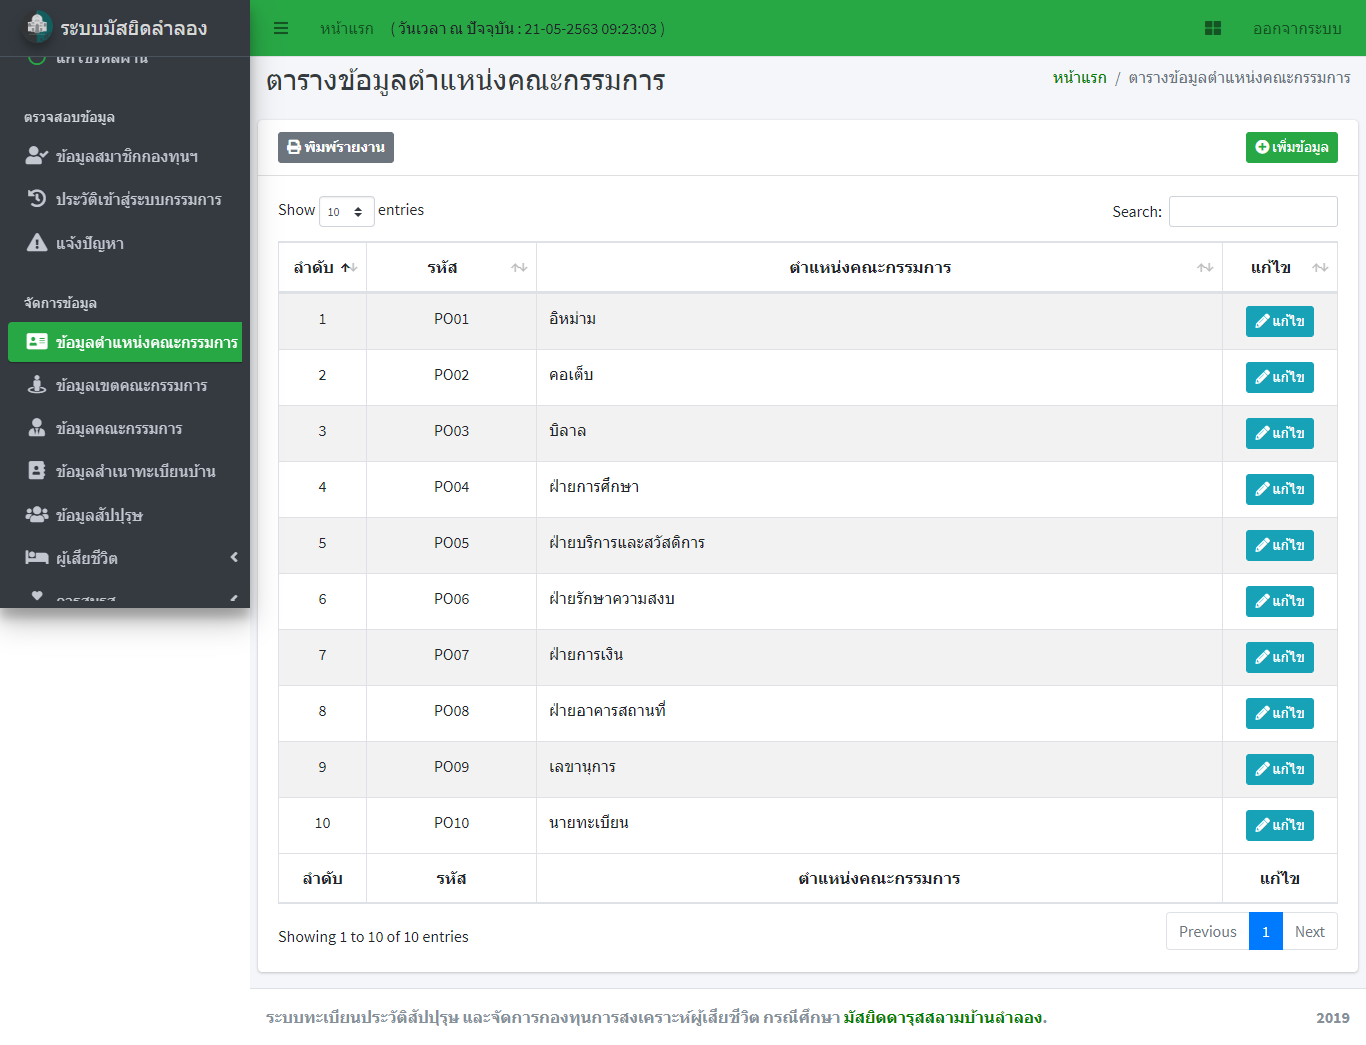 ระบบมัสยิดลำลอง
หน้าแรก ( วันเวลา ณ ปัจจุบัน : 21-05-2563 09:23:03 )
ออกจากระบบ
แก้ไขรหัสผ่าน
ตรวจสอบข้อมูล
ข้อมูลสมาชิกกองทุนฯ
ประวัติเข้าสู่ระบบกรรมการ
แจ้งปัญหา
จัดการข้อมูล
ข้อมูลตำแหน่งคณะกรรมการ
ข้อมูลเขตคณะกรรมการ
ข้อมูลคณะกรรมการ
ข้อมูลสำเนาทะเบียนบ้าน
ข้อมูลสัปปุรุษ
ผู้เสียชีวิต
การสมรส
ตารางข้อมูลตำแหน่งคณะกรรมการ
หน้าแรก / ตารางข้อมูลตำแหน่งคณะกรรมการ
พิมพ์รายงาน
เพิ่มข้อมูล
Show 10 entries
Search:
ลำดับ รหัส ตำแหน่งคณะกรรมการ แก้ไข
1 PO01 อิหม่าม แก้ไข
2 PO02 คอเต็บ แก้ไข
3 PO03 บิลาล แก้ไข
4 PO04 ฝ่ายการศึกษา แก้ไข
5 PO05 ฝ่ายบริการและสวัสดิการ แก้ไข
6 PO06 ฝ่ายรักษาความสงบ แก้ไข
7 PO07 ฝ่ายการเงิน แก้ไข
8 PO08 ฝ่ายอาคารสถานที่ แก้ไข
9 PO09 เลขานุการ แก้ไข
10 PO10 นายทะเบียน แก้ไข
ลำดับ รหัส ตำแหน่งคณะกรรมการ แก้ไข
Showing 1 to 10 of 10 entries
Previous 1 Next
ระบบทะเบียนประวัติสัปปุรุษ และจัดการกองทุนการสงเคราะห์ผู้เสียชีวิต กรณีศึกษา มัสยิดดารุสสลามบ้านลำลอง.
2019